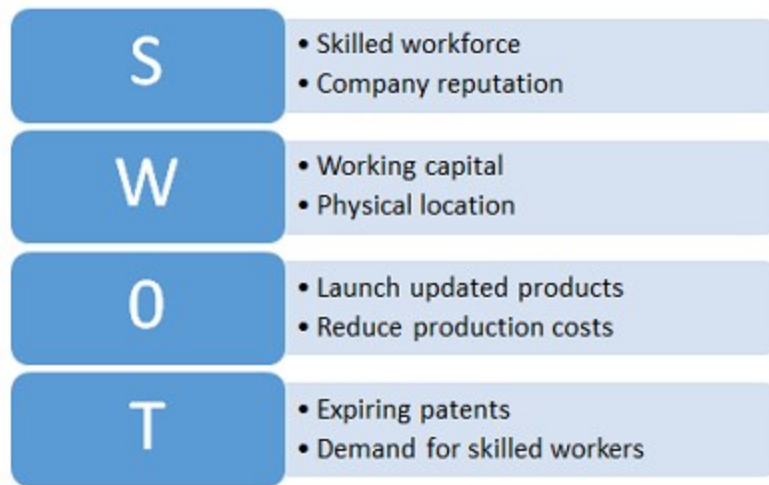 S
• Skilled workforce
• Company reputation
W
• Working capital
• Physical location
0
• Launch updated products
• Reduce production costs
T
• Expiring patents
• Demand for skilled workers